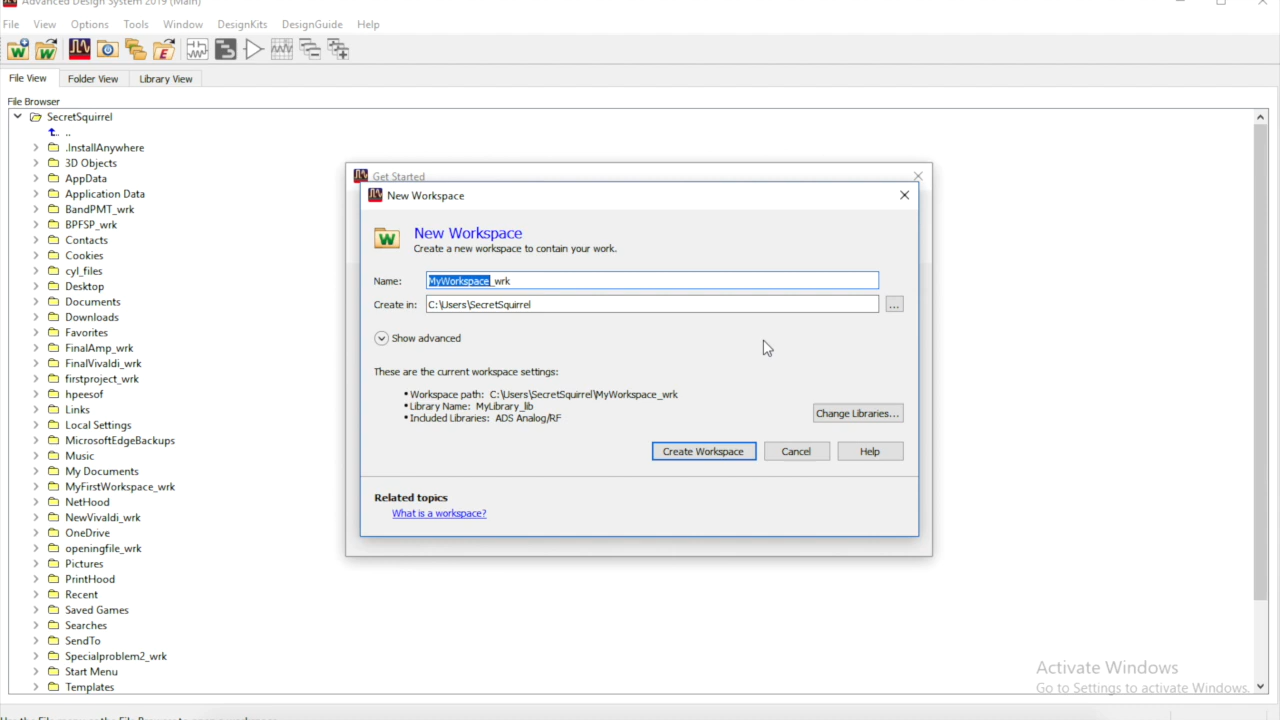 Advanced Design System 2019 (Main)
File View Options Tools Window DesignKits DesignGuide Help
File View Folder View Library View
File Browser
SecretSquirrel
..
.InstallAnywhere
3D Objects
AppData
Application Data
BandPMT_wrk
BPFSP_wrk
Contacts
Cookies
cyl_files
Desktop
Documents
Downloads
Favorites
FinalAmp_wrk
FinalVivaldi_wrk
firstproject_wrk
hpeesof
Links
Local Settings
MicrosoftEdgeBackups
Music
My Documents
MyFirstWorkspace_wrk
NetHood
NewVivaldi_wrk
OneDrive
openingfile_wrk
Pictures
PrintHood
Recent
Saved Games
Searches
SendTo
Specialproblem2_wrk
Start Menu
Templates
Get Started
New Workspace
W
New Workspace
Create a new workspace to contain your work.
Name: MyWorkspace_wrk
Create in: C:\Users\SecretSquirrel ...
Show advanced
These are the current workspace settings:
• Workspace path: C:\Users\SecretSquirrel\MyWorkspace_wrk
• Library Name: MyLibrary_lib
• Included Libraries: ADS Analog/RF
Change Libraries...
Create Workspace Cancel Help
Related topics
What is a workspace?
Activate Windows
Go to Settings to activate Windows.